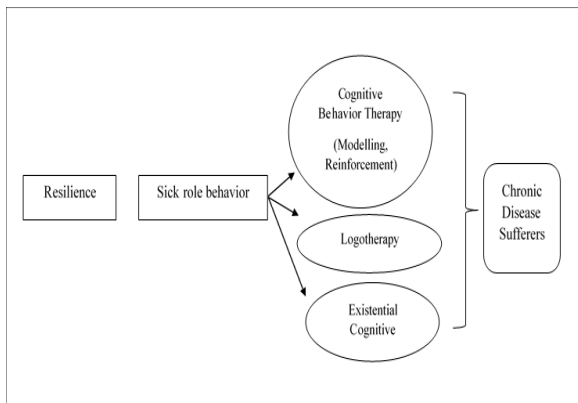 Resilience
Sick role behavior
Cognitive
Behavior Therapy
(Modelling,
Reinforcement)
Logotherapy
Existential
Cognitive
Chronic
Disease
Sufferers